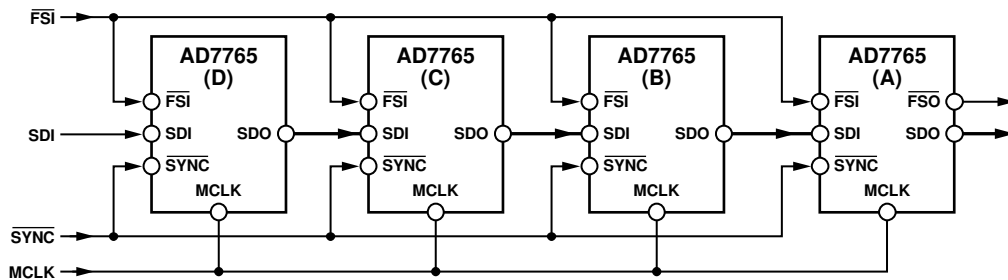 FSI
AD7765
(D)
FSI
SDI
SDO
SYNC
MCLK
AD7765
(C)
FSI
SDI
SDO
SYNC
MCLK
AD7765
(B)
FSI
SDI
SDO
SYNC
MCLK
AD7765
(A)
FSI
FSO
SDI
SDO
SYNC
MCLK
SDI
SYNC
MCLK